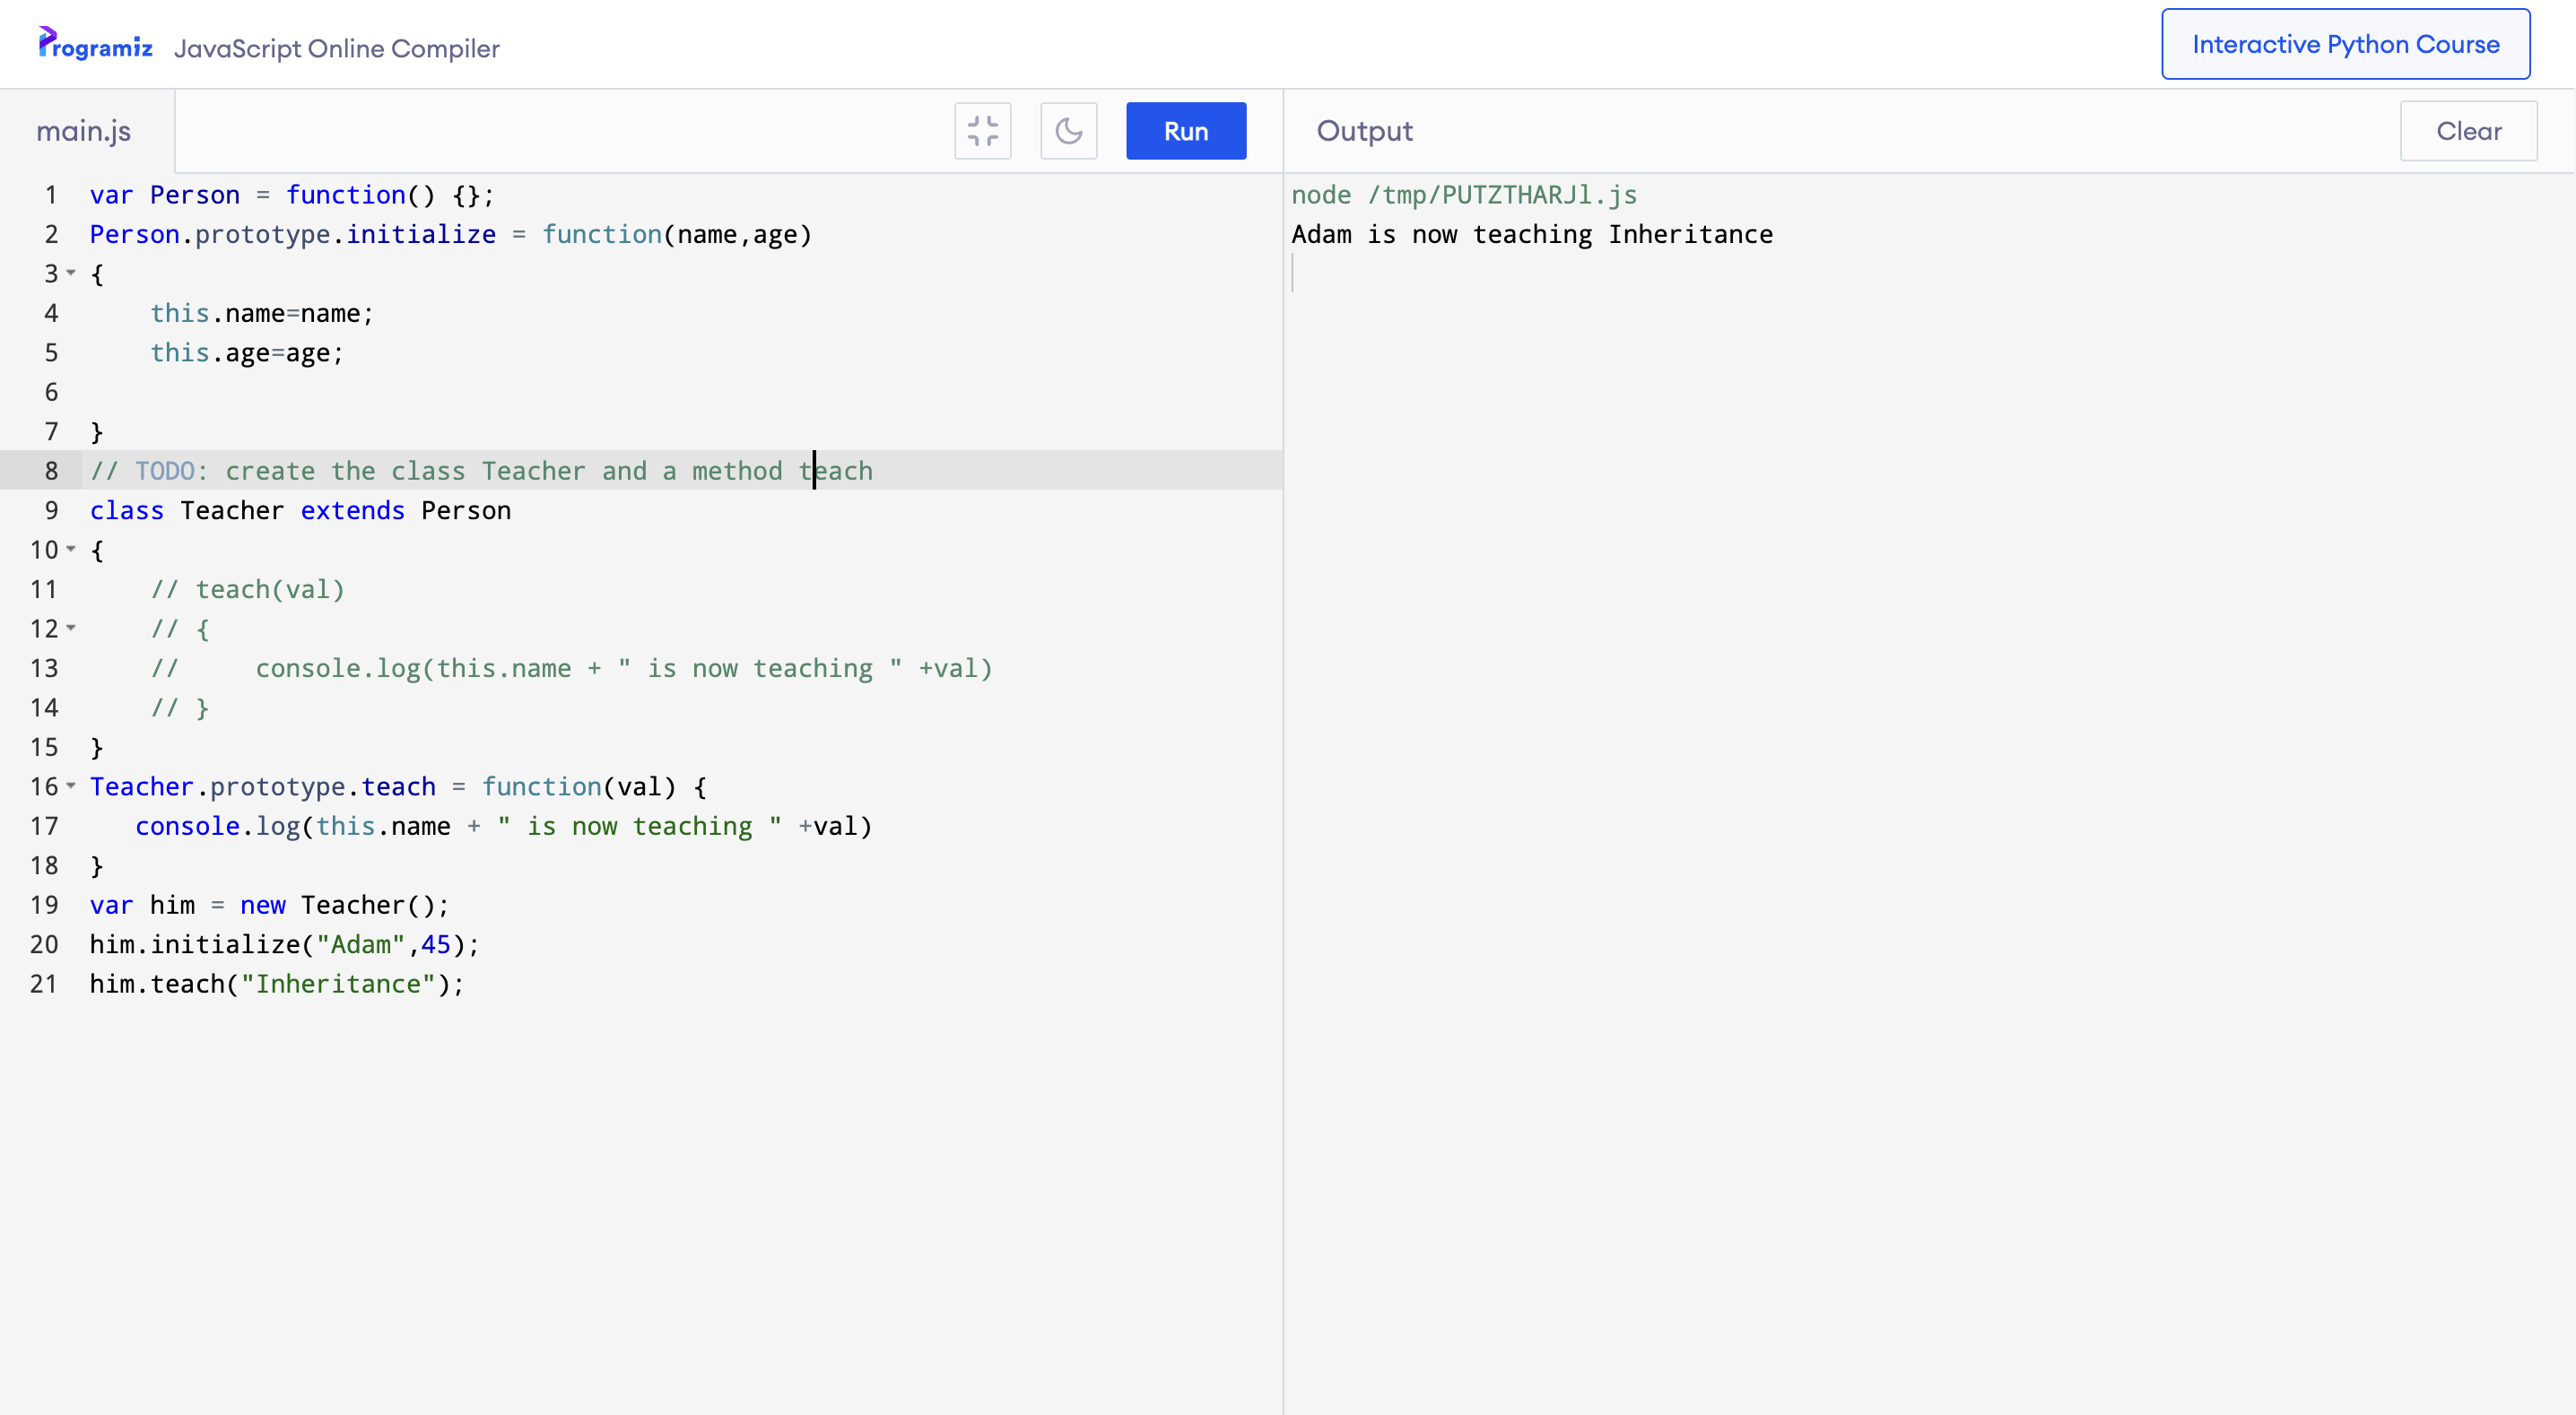 Programiz JavaScript Online Compiler
Interactive Python Course
main.js
Run
Output
Clear
1 var Person = function() {};
2 Person.prototype.initialize = function(name,age)
3 {
4     this.name=name;
5     this.age=age;
6
7 }
8 // TODO: create the class Teacher and a method teach
9 class Teacher extends Person
10 {
11     // teach(val)
12     // {
13     //     console.log(this.name + " is now teaching " +val)
14     // }
15 }
16 Teacher.prototype.teach = function(val) {
17    console.log(this.name + " is now teaching " +val)
18 }
19 var him = new Teacher();
20 him.initialize("Adam",45);
21 him.teach("Inheritance");
node /tmp/PUTZTHARJl.js
Adam is now teaching Inheritance